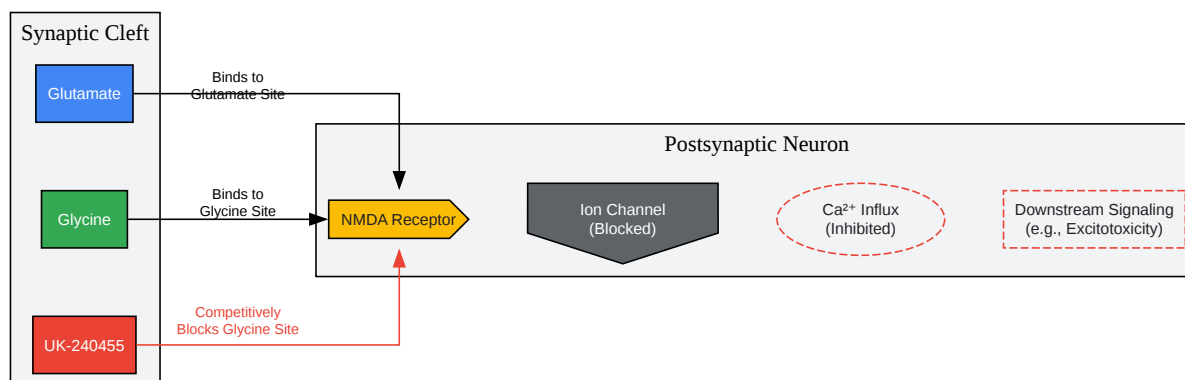 Synaptic Cleft
Glutamate
Binds to
Glutamate Site
Postsynaptic Neuron
Glycine
Binds to
Glycine Site
NMDA Receptor
Ion Channel
(Blocked)
Ca²⁺ Influx
(Inhibited)
Downstream Signaling
(e.g., Excitotoxicity)
Competitively
Blocks Glycine Site
UK-240455